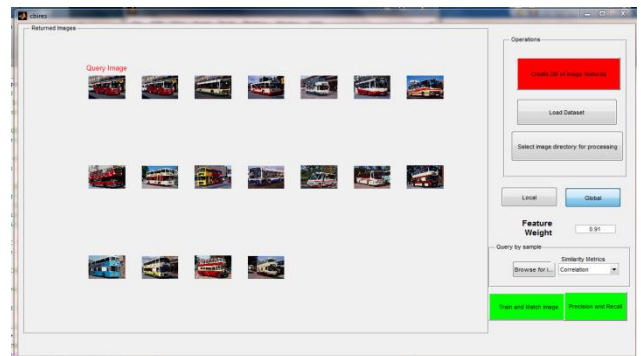 cbires
Returned Images
Query Image
Operations
Create DB of image features
Load Dataset
Select image directory for processing
Local
Global
Feature
Weight
0.91
Query by sample
Similarity Metrics
Browse for i...
Correlation
Train and Match image
Precision and Recall